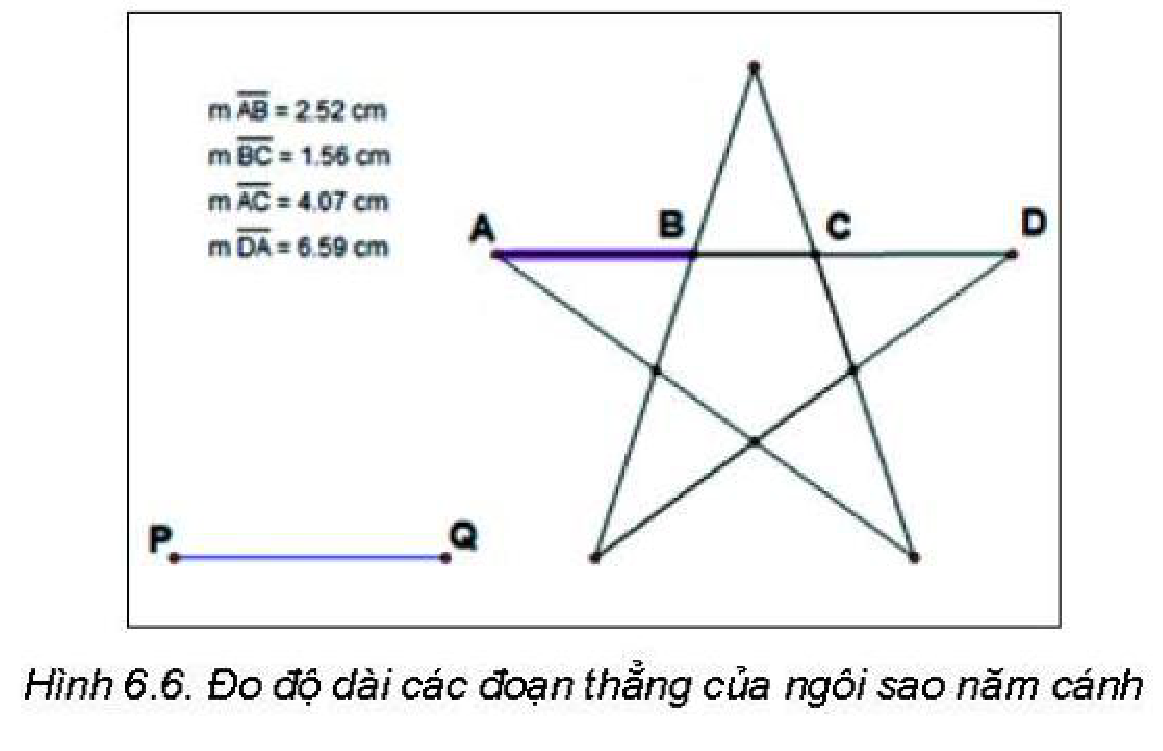 m AB = 2.52 cm
m BC = 1.56 cm
m AC = 4.07 cm
m DA = 6.59 cm
A B C D
P Q
Hình 6.6. Đo độ dài các đoạn thẳng của ngôi sao năm cánh